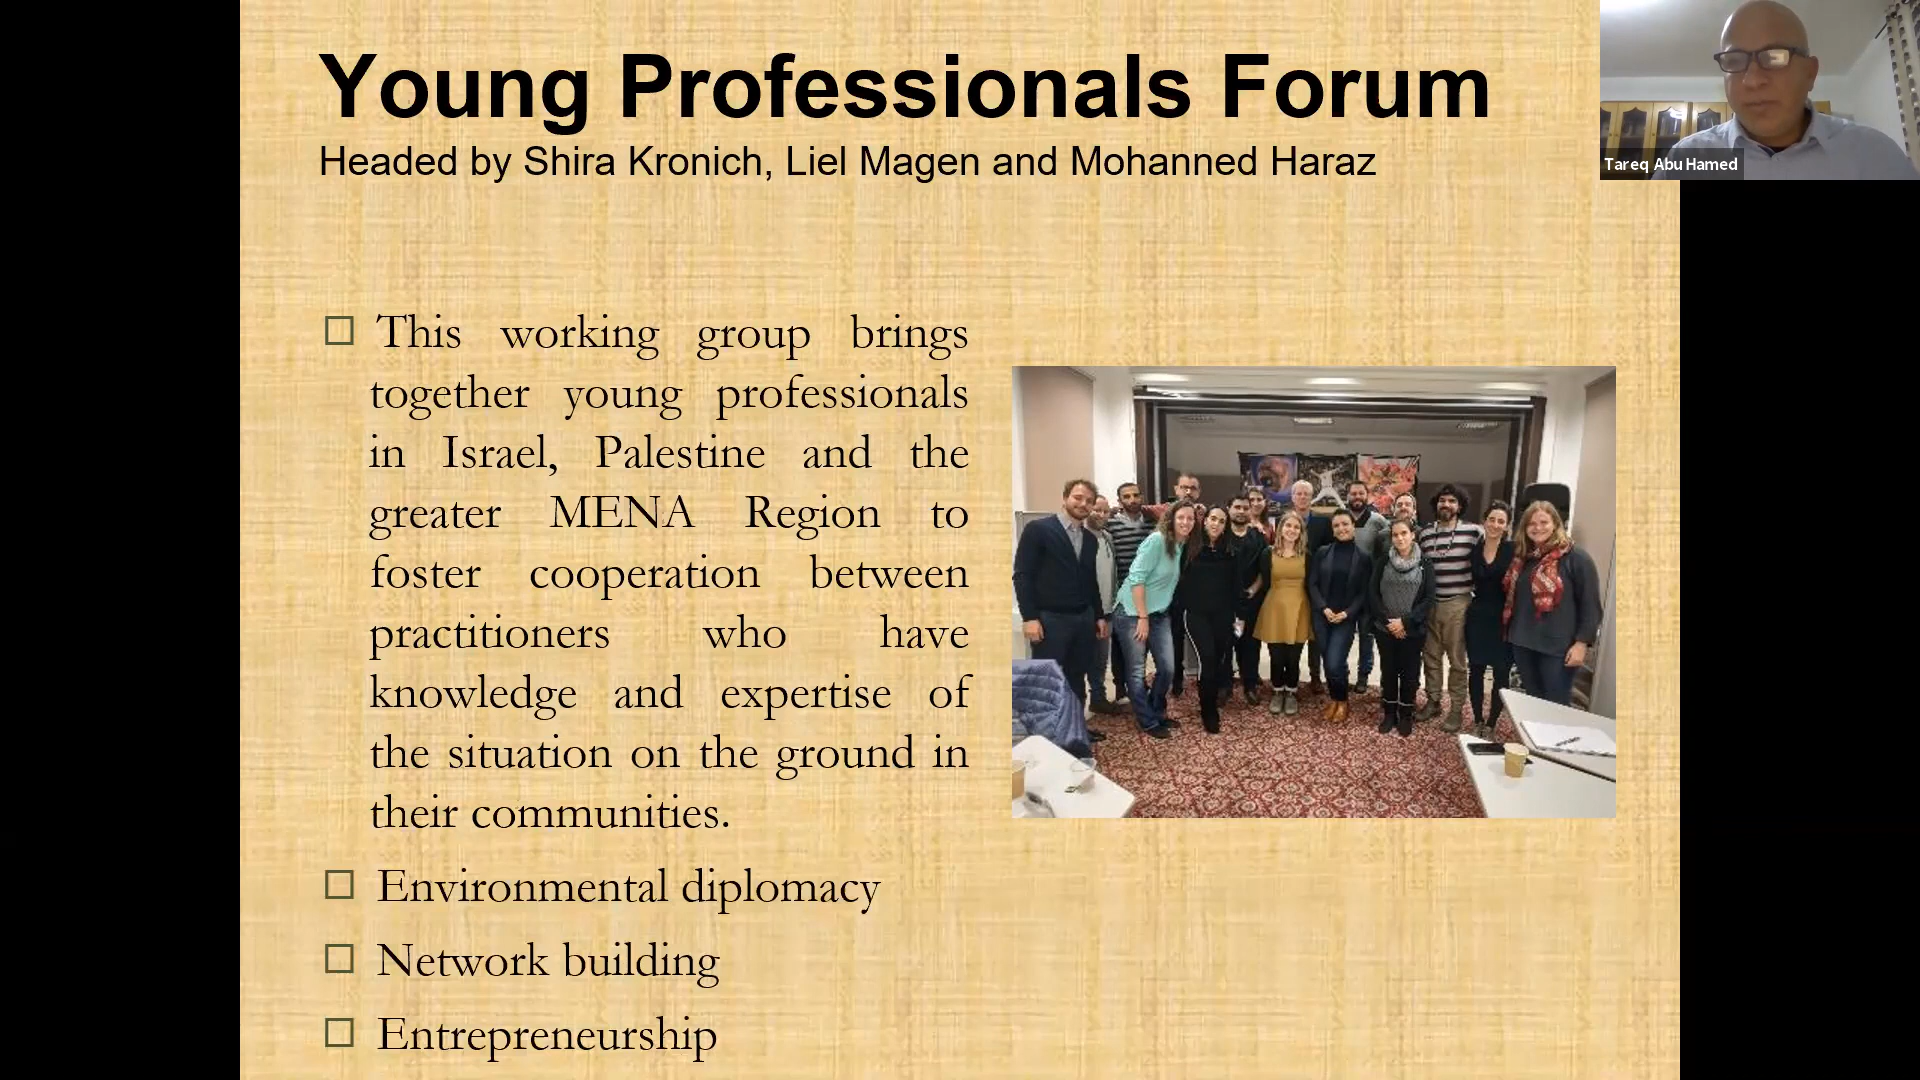 Young Professionals Forum
Headed by Shira Kronich, Liel Magen and Mohanned Haraz
Tareq Abu Hamed
This working group brings
together young professionals
in Israel, Palestine and the
greater MENA Region to
foster cooperation between
practitioners who have
knowledge and expertise of
the situation on the ground in
their communities.
Environmental diplomacy
Network building
Entrepreneurship